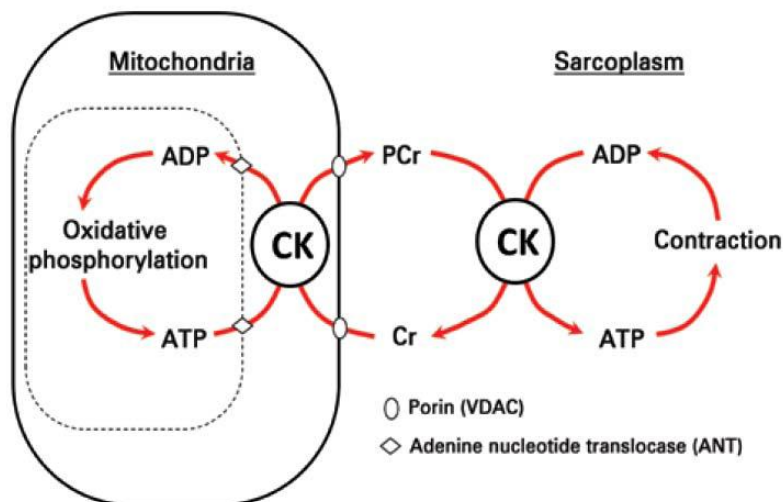 Mitochondria
Sarcoplasm
ADP
PCr
ADP
Oxidative
phosphorylation
CK
CK
Contraction
ATP
Cr
ATP
Porin (VDAC)
Adenine nucleotide translocase (ANT)